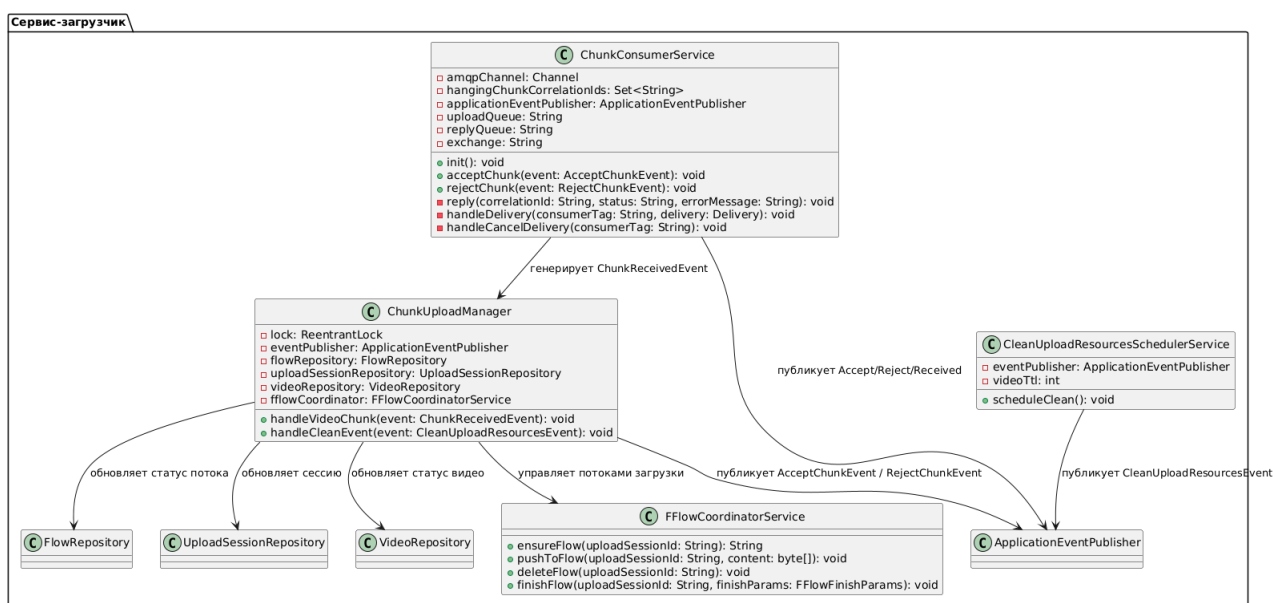 Сервис-загрузчик
C ChunkConsumerService
amqpChannel: Channel
hangingChunkCorrelationIds: Set<String>
applicationEventPublisher: ApplicationEventPublisher
uploadQueue: String
replyQueue: String
exchange: String
init(): void
acceptChunk(event: AcceptChunkEvent): void
rejectChunk(event: RejectChunkEvent): void
reply(correlationId: String, status: String, errorMessage: String): void
handleDelivery(consumerTag: String, delivery: Delivery): void
handleCancelDelivery(consumerTag: String): void
генерирует ChunkReceivedEvent
C ChunkUploadManager
lock: ReentrantLock
eventPublisher: ApplicationEventPublisher
flowRepository: FlowRepository
uploadSessionRepository: UploadSessionRepository
videoRepository: VideoRepository
fflowCoordinator: FFlowCoordinatorService
handleVideoChunk(event: ChunkReceivedEvent): void
handleCleanEvent(event: CleanUploadResourcesEvent): void
публикует Accept/Reject/Received
C CleanUploadResourcesSchedulerService
eventPublisher: ApplicationEventPublisher
videoTtl: int
scheduleClean(): void
обновляет статус потока
обновляет сессию
обновляет статус видео
управляет потоками загрузки
публикует AcceptChunkEvent / RejectChunkEvent
публикует CleanUploadResourcesEvent
C FlowRepository
C UploadSessionRepository
C VideoRepository
C FFlowCoordinatorService
ensureFlow(uploadSessionId: String): String
pushToFlow(uploadSessionId: String, content: byte[]): void
deleteFlow(uploadSessionId: String): void
finishFlow(uploadSessionId: String, finishParams: FFlowFinishParams): void
C ApplicationEventPublisher